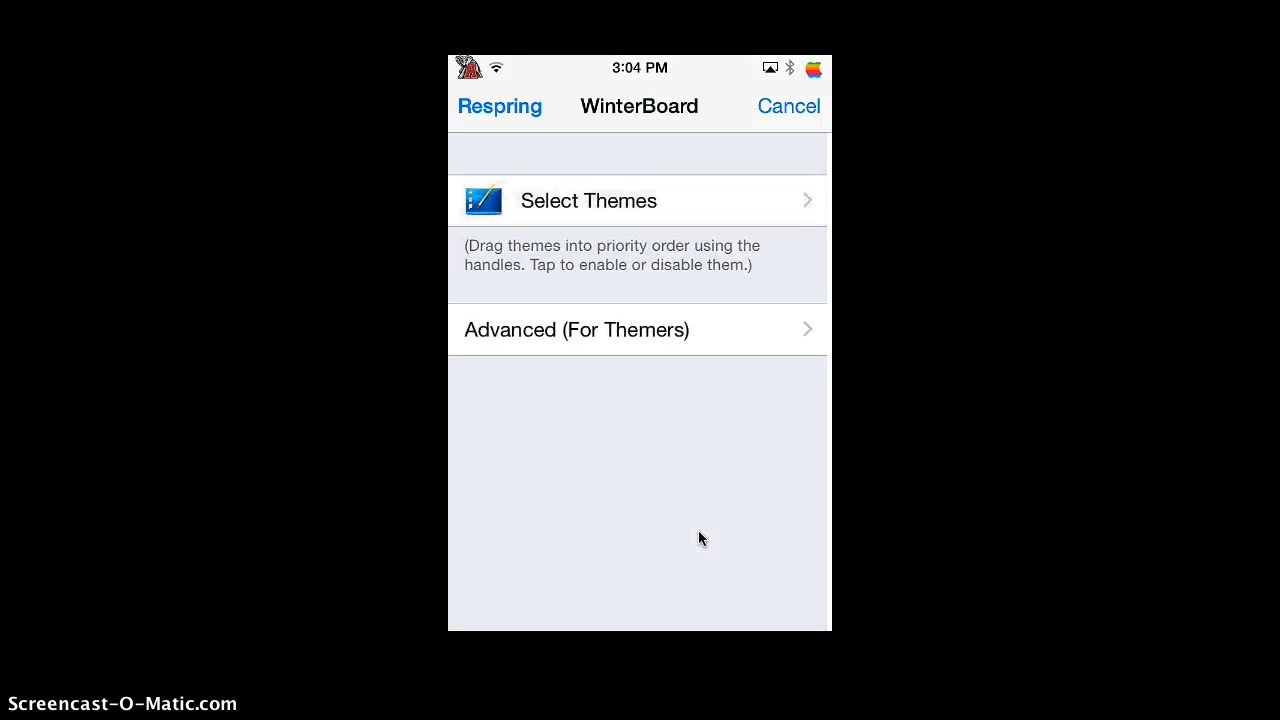 3:04 PM
Respring WinterBoard Cancel
Select Themes
(Drag themes into priority order using the
handles. Tap to enable or disable them.)
Advanced (For Themers)
Screencast-O-Matic.com